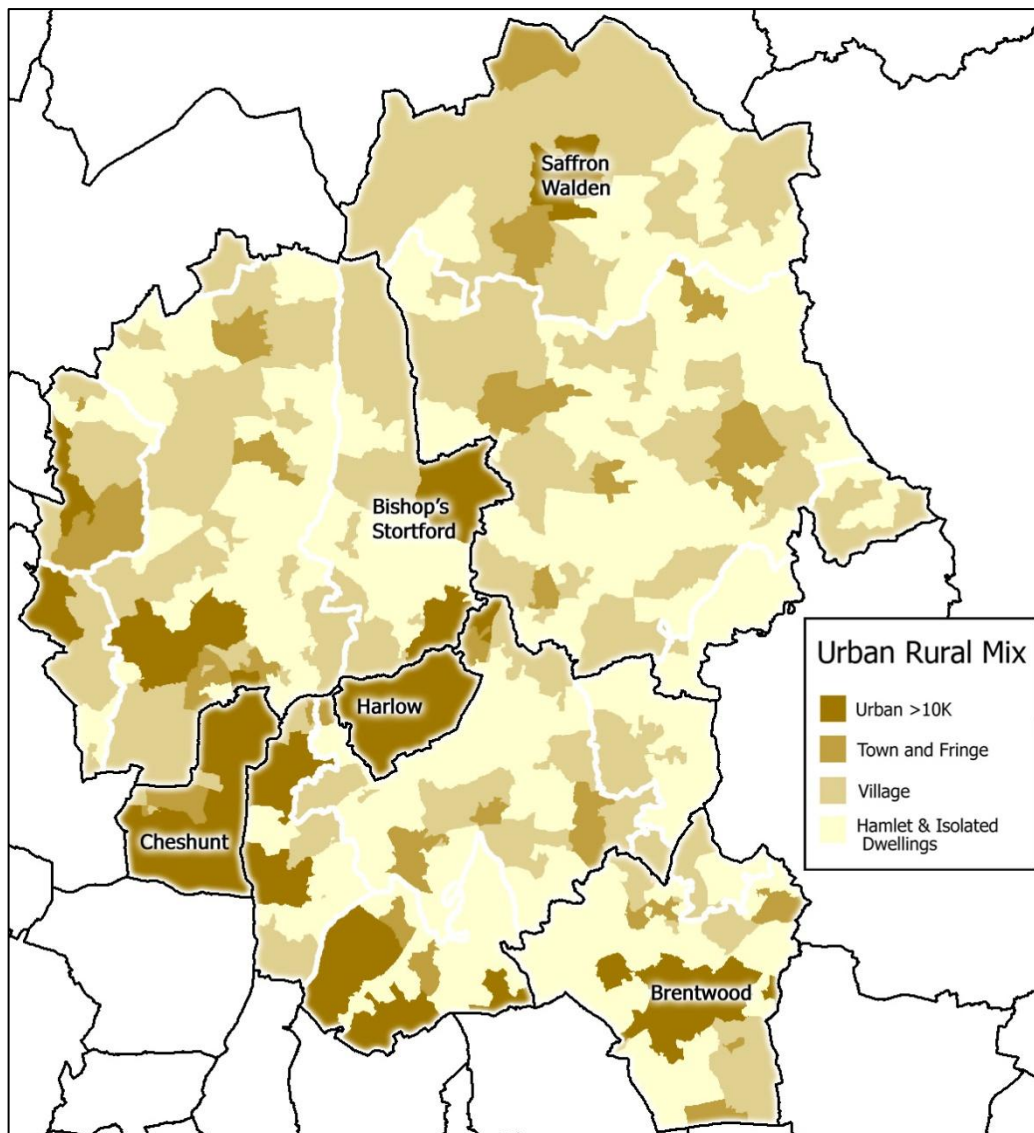 Saffron
Walden
Bishop's
Stortford
Harlow
Cheshunt
Brentwood
Urban Rural Mix
Urban >10K
Town and Fringe
Village
Hamlet & Isolated
Dwellings